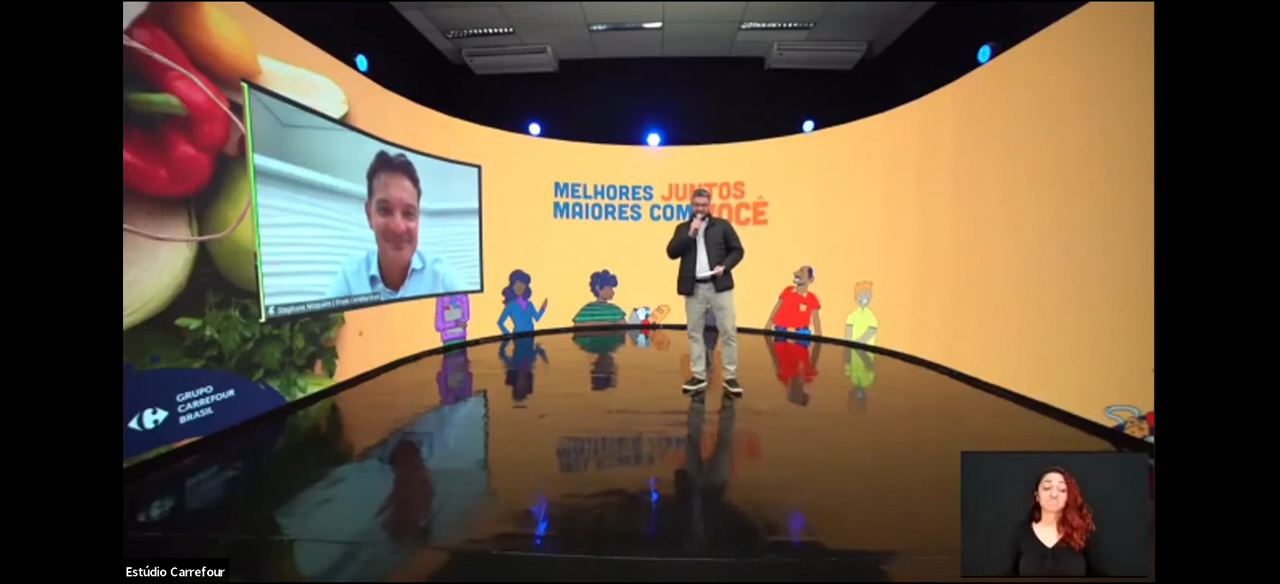 MELHORES JUNTOS
MAIORES COM VOCÊ
GRUPO
CARREFOUR
BRASIL
Estúdio Carrefour